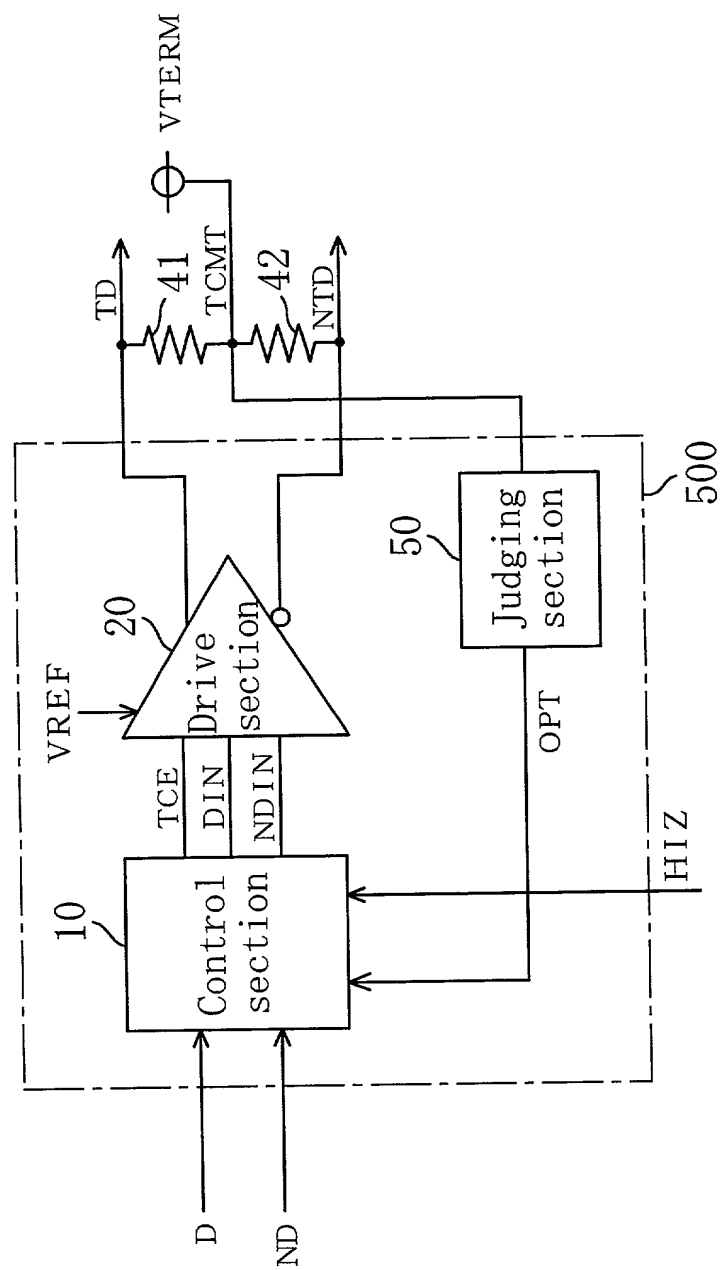 VTERM
TD
41
TCMT
42
NTD
500
VREF
20
Drive
section
50
Judging
section
TCE
DIN
NDIN
OPT
10
Control
section
HIZ
D
ND